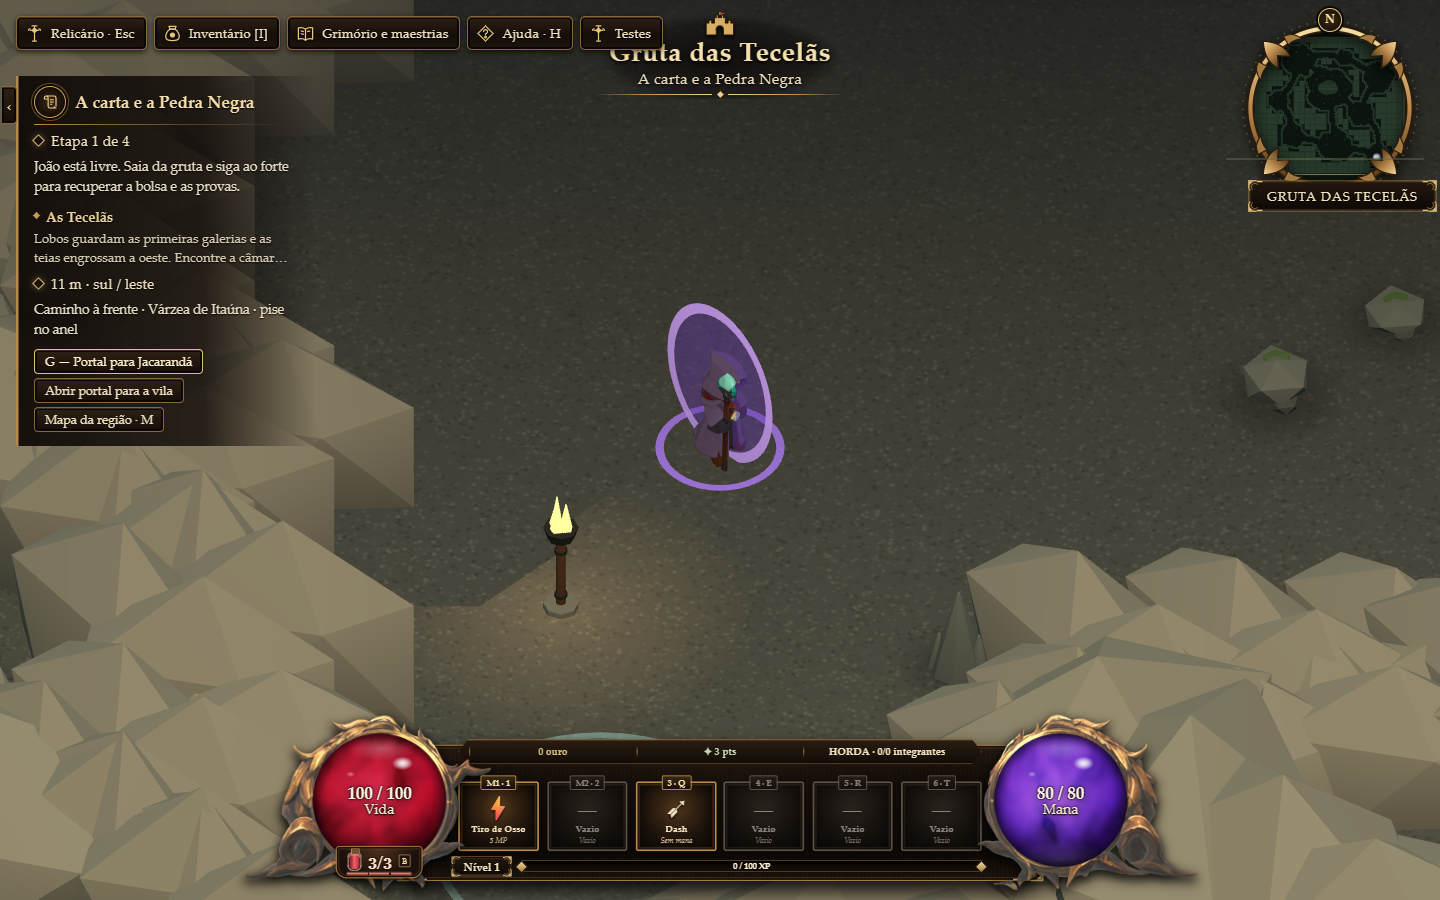 Relicário · Esc
Inventário [I]
Grimório e maestrias
Ajuda · H
Testes
Gruta das Tecelãs
A carta e a Pedra Negra
N
GRUTA DAS TECELÃS
‹
A carta e a Pedra Negra
Etapa 1 de 4
João está livre. Saia da gruta e siga ao forte
para recuperar a bolsa e as provas.
As Tecelãs
Lobos guardam as primeiras galerias e as
teias engrossam a oeste. Encontre a câmar...
11 m · sul / leste
Caminho à frente · Várzea de Itaúna · pise
no anel
G — Portal para Jacarandá
Abrir portal para a vila
Mapa da região · M
0 ouro
3 pts
HORDA · 0/0 integrantes
100 / 100
Vida
3/3
B
M1 · 1
Tiro de Osso
5 MP
M2 · 2
Vazio
Vazio
3 · Q
Dash
Sem mana
4 · E
Vazio
Vazio
5 · R
Vazio
Vazio
6 · T
Vazio
Vazio
80 / 80
Mana
Nível 1
0 / 100 XP